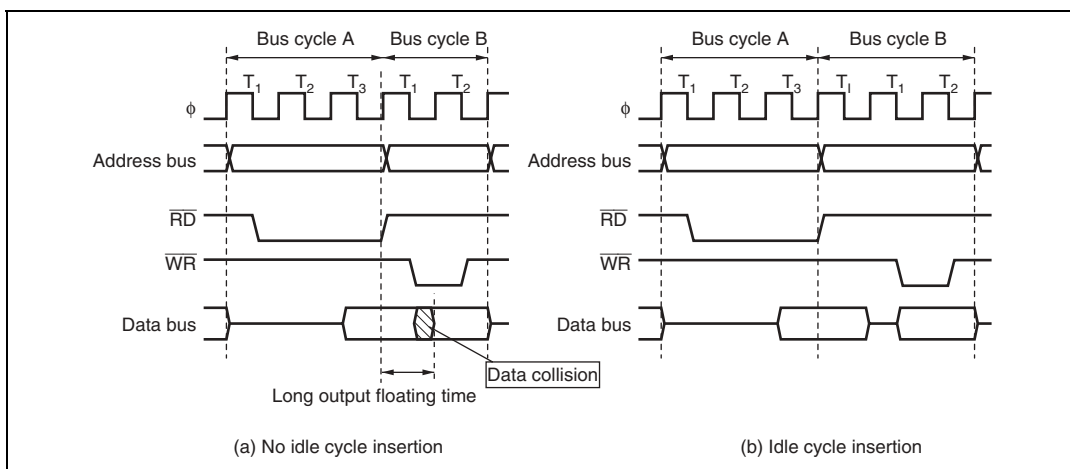 Bus cycle A Bus cycle B
T1 T2 T3 T1 T2
ϕ
Address bus
RD
WR
Data bus
Data collision
Long output floating time
(a) No idle cycle insertion
Bus cycle A Bus cycle B
T1 T2 T3 TI T1 T2
ϕ
Address bus
RD
WR
Data bus
(b) Idle cycle insertion